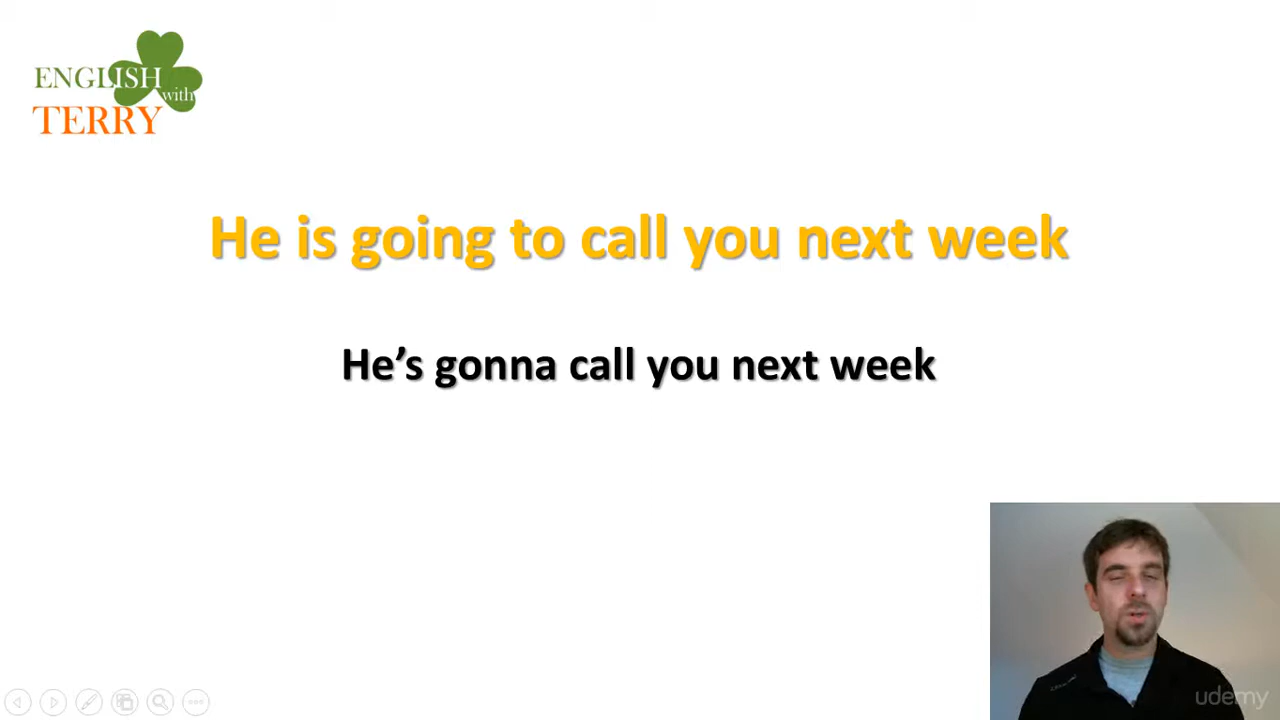 ENGLISH
with
TERRY
He is going to call you next week
He’s gonna call you next week
udemy